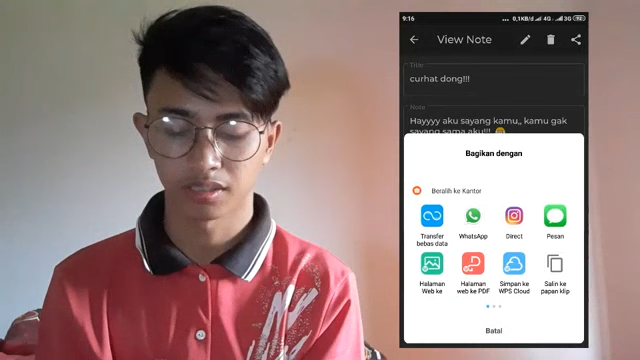 9:16
... 0,1KB/d 4G 3G 92
View Note
Title
curhat dong!!!
Note
Hayyyy aku sayang kamu,, kamu gak
sayang sama aku!!!
Bagikan dengan
Beralih ke Kantor
Transfer
bebas data
WhatsApp
Direct
Pesan
Halaman
Web ke
Halaman
web ke PDF
Simpan ke
WPS Cloud
Salin ke
papan klip
Batal